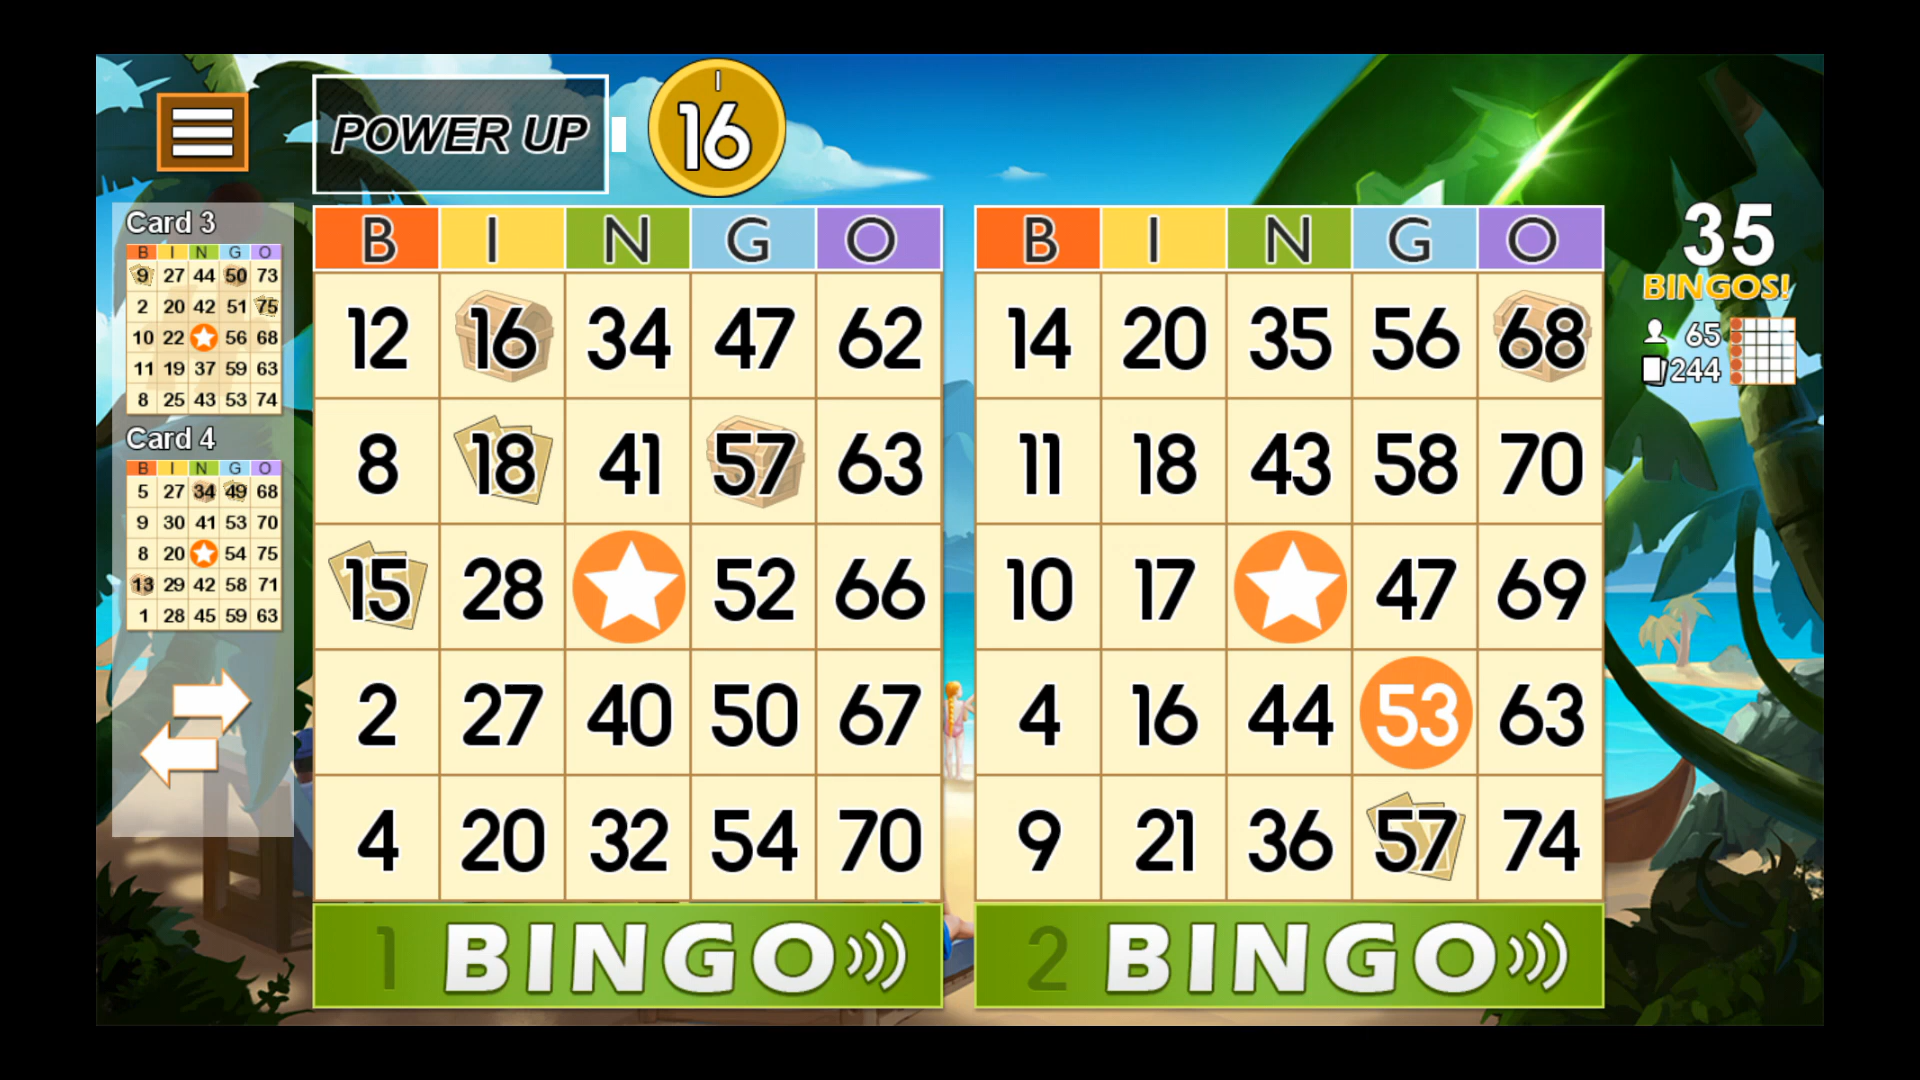 POWER UP
I
16
Card 3
B I N G O
9 27 44 50 73
2 20 42 51 75
10 22 56 68
11 19 37 59 63
8 25 43 53 74
Card 4
B I N G O
5 27 34 49 68
9 30 41 53 70
8 20 54 75
13 29 42 58 71
1 28 45 59 63
B I N G O
12 16 34 47 62
8 18 41 57 63
15 28 52 66
2 27 40 50 67
4 20 32 54 70
1 BINGO
B I N G O
14 20 35 56 68
11 18 43 58 70
10 17 47 69
4 16 44 53 63
9 21 36 57 74
2 BINGO
35
BINGOS!
65
244